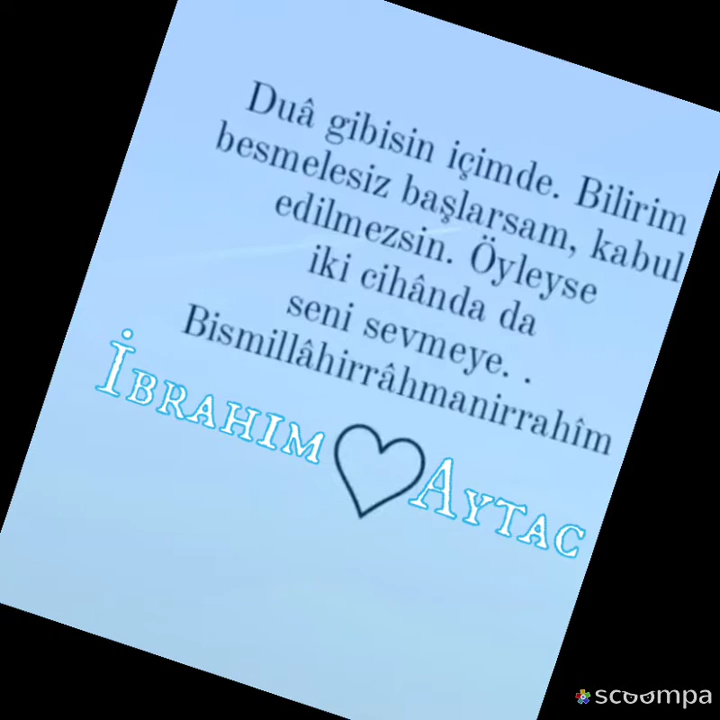 Duâ gibisin içimde. Bilirim
besmelesiz başlarsam, kabul
edilmezsin. Öyleyse
iki cihânda da
seni sevmeye. .
Bismillâhirrâhmanirrahîm
İBRAHIM AYTAC
scoompa